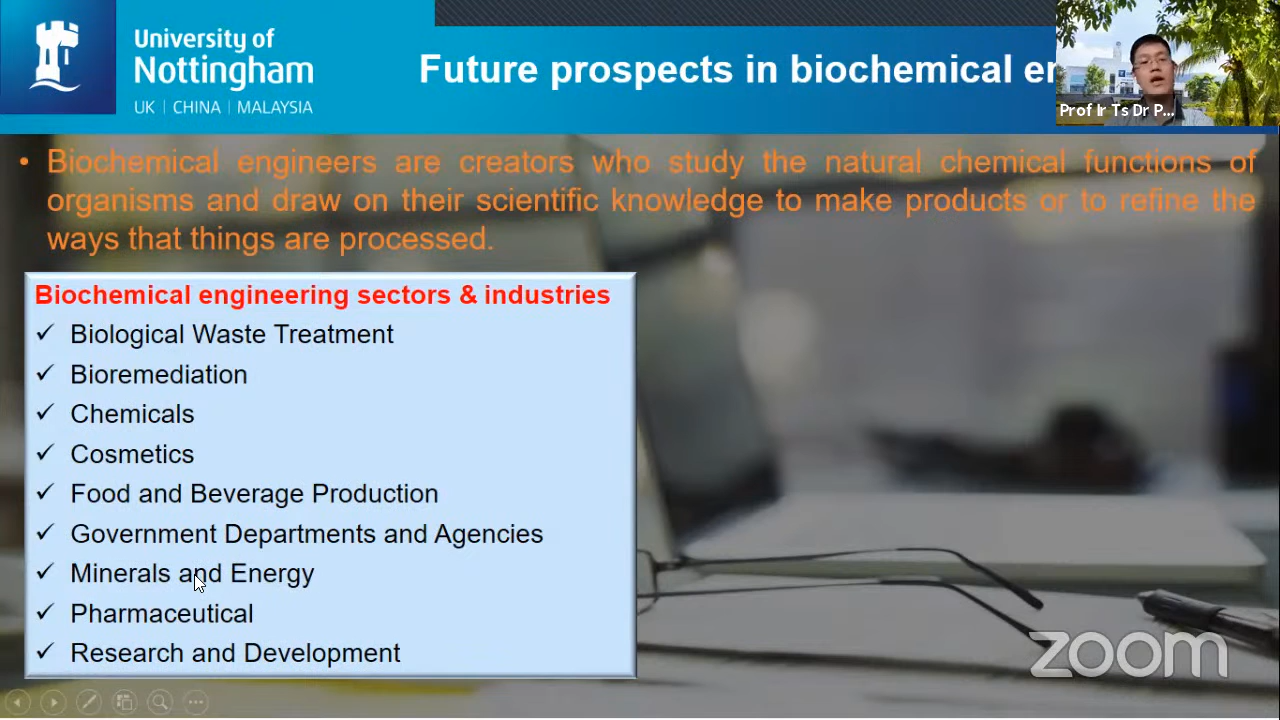 University of
Nottingham
UK | CHINA | MALAYSIA
Future prospects in biochemical
Prof Ir Ts Dr P...
• Biochemical engineers are creators who study the natural chemical functions of
organisms and draw on their scientific knowledge to make products or to refine the
ways that things are processed.
Biochemical engineering sectors & industries
✓ Biological Waste Treatment
✓ Bioremediation
✓ Chemicals
✓ Cosmetics
✓ Food and Beverage Production
✓ Government Departments and Agencies
✓ Minerals and Energy
✓ Pharmaceutical
✓ Research and Development
zoom